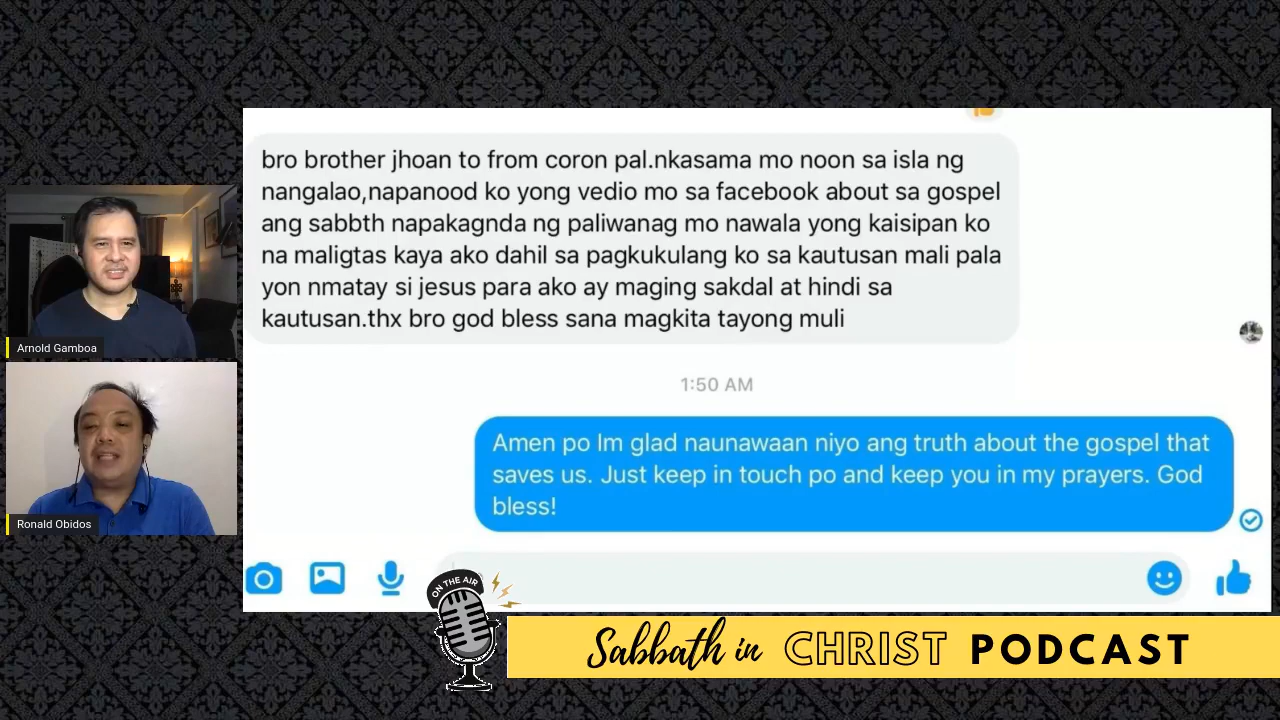 bro brother jhoan to from coron pal.nkasama mo noon sa isla ng
nangalao,napanood ko yong vedio mo sa facebook about sa gospel
ang sabbth napakagnda ng paliwanag mo nawala yong kaisipan ko
na maligtas kaya ako dahil sa pagkukulang ko sa kautusan mali pala
yon nmatay si jesus para ako ay maging sakdal at hindi sa
kautusan.thx bro god bless sana magkita tayong muli
1:50 AM
Amen po Im glad naunawaan niyo ang truth about the gospel that
saves us. Just keep in touch po and keep you in my prayers. God
bless!
Arnold Gamboa
Ronald Obidos
ON THE AIR
Sabbath in CHRIST PODCAST